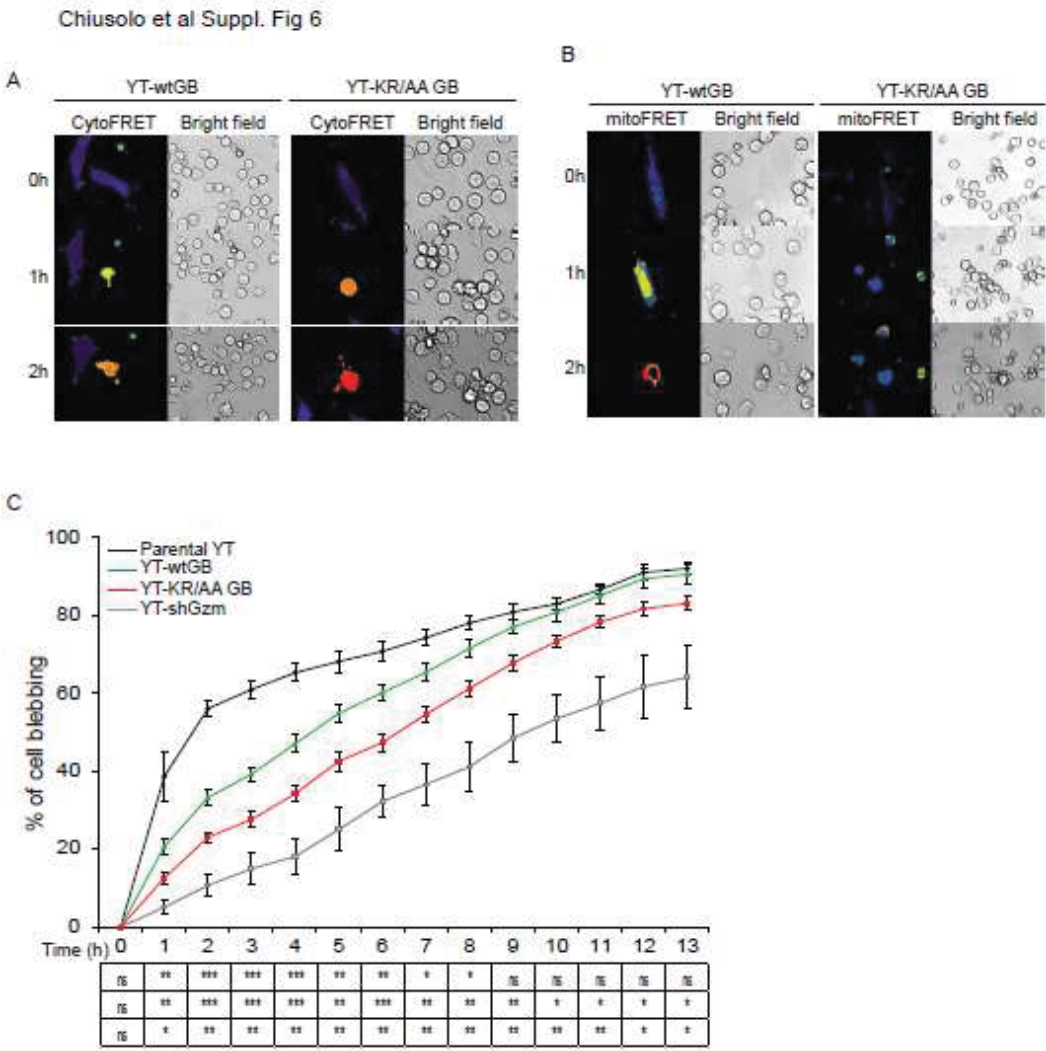 Chiusolo et al Suppl. Fig 6
A
YT-wtGB YT-KR/AA GB
CytoFRET Bright field CytoFRET Bright field
0h
1h
2h
B
YT-wtGB YT-KR/AA GB
mitoFRET Bright field mitoFRET Bright field
0h
1h
2h
C
% of cell blebbing
100
80
60
40
20
0
Parental YT
YT-wtGB
YT-KR/AA GB
YT-shGzm
Time (h) 0 1 2 3 4 5 6 7 8 9 10 11 12 13
ns ** *** *** *** ** ** * * ns ns ns ns ns
ns ** *** *** *** ** *** ** ** ** * * * *
ns * ** ** ** ** ** ** ** ** ** ** * *